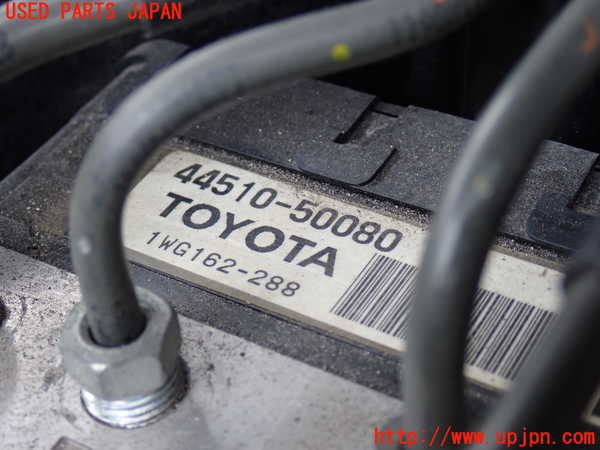 USED PARTS JAPAN
44510-50080
TOYOTA
1WG162-288
http://www.upjpn.com/